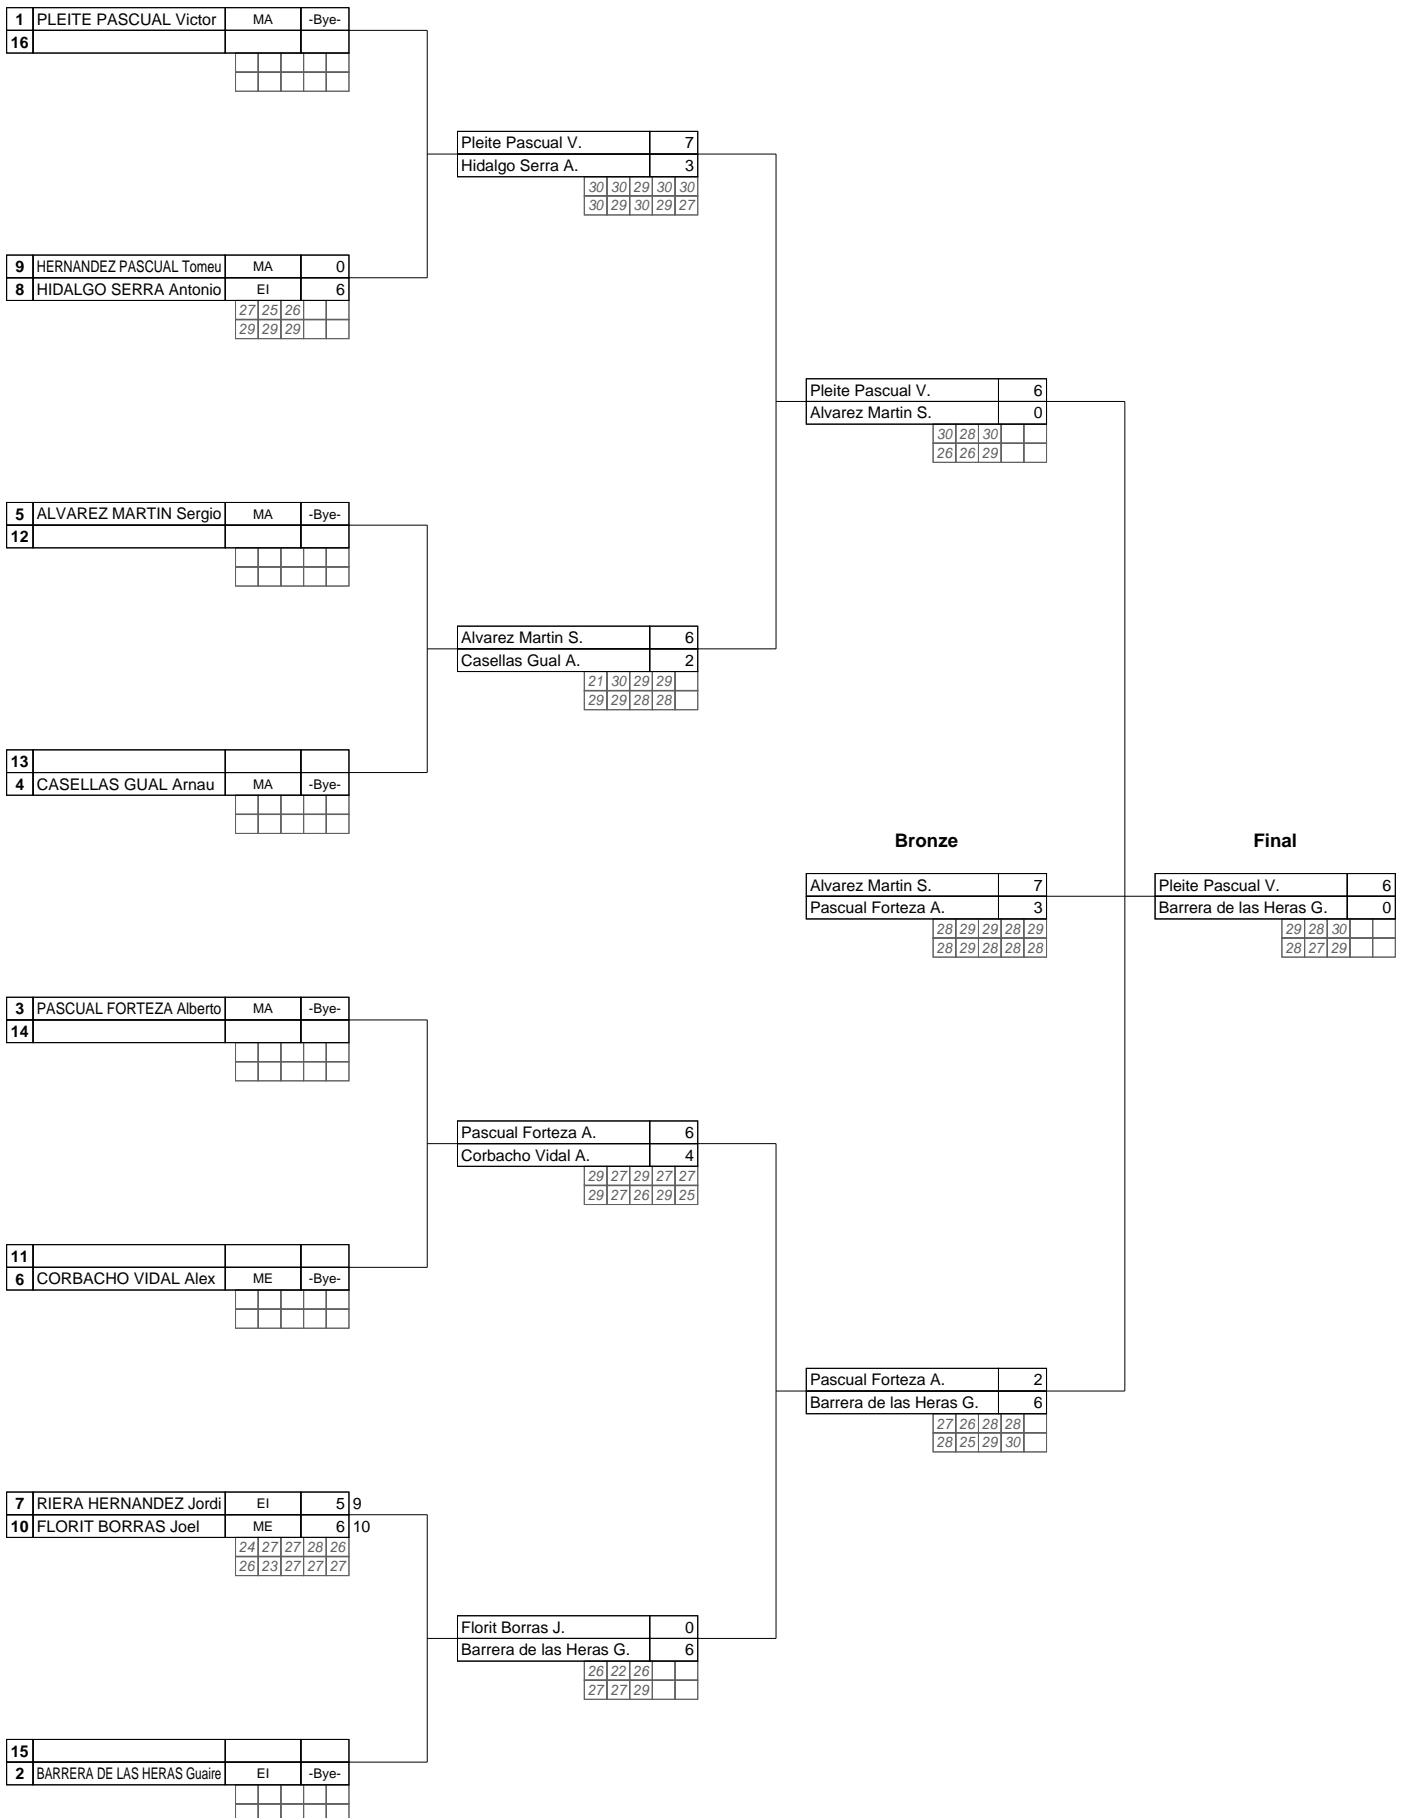 1 PLEITE PASCUAL Victor MA -Bye-
16
Pleite Pascual V. 7
Hidalgo Serra A. 3
30 30 29 30 30
30 29 30 29 27
9 HERNANDEZ PASCUAL Tomeu MA 0
8 HIDALGO SERRA Antonio EI 6
27 25 26
29 29 29
Pleite Pascual V. 6
Alvarez Martin S. 0
30 28 30
26 26 29
5 ALVAREZ MARTIN Sergio MA -Bye-
12
Alvarez Martin S. 6
Casellas Gual A. 2
21 30 29 29
29 29 28 28
13
4 CASELLAS GUAL Arnau MA -Bye-
Bronze Final
Alvarez Martin S. 7 Pleite Pascual V. 6
Pascual Forteza A. 3 Barrera de las Heras G. 0
28 29 29 28 29 29 28 30
28 29 28 28 28 28 27 29
3 PASCUAL FORTEZA Alberto MA -Bye-
14
Pascual Forteza A. 6
Corbacho Vidal A. 4
29 27 29 27 27
29 27 26 29 25
11
6 CORBACHO VIDAL Alex ME -Bye-
Pascual Forteza A. 2
Barrera de las Heras G. 6
27 26 28 28
28 25 29 30
7 RIERA HERNANDEZ Jordi EI 5 9
10 FLORIT BORRAS Joel ME 6 10
24 27 27 28 26
26 23 27 27 27
Florit Borras J. 0
Barrera de las Heras G. 6
26 22 26
27 27 29
15
2 BARRERA DE LAS HERAS Guaire EI -Bye-